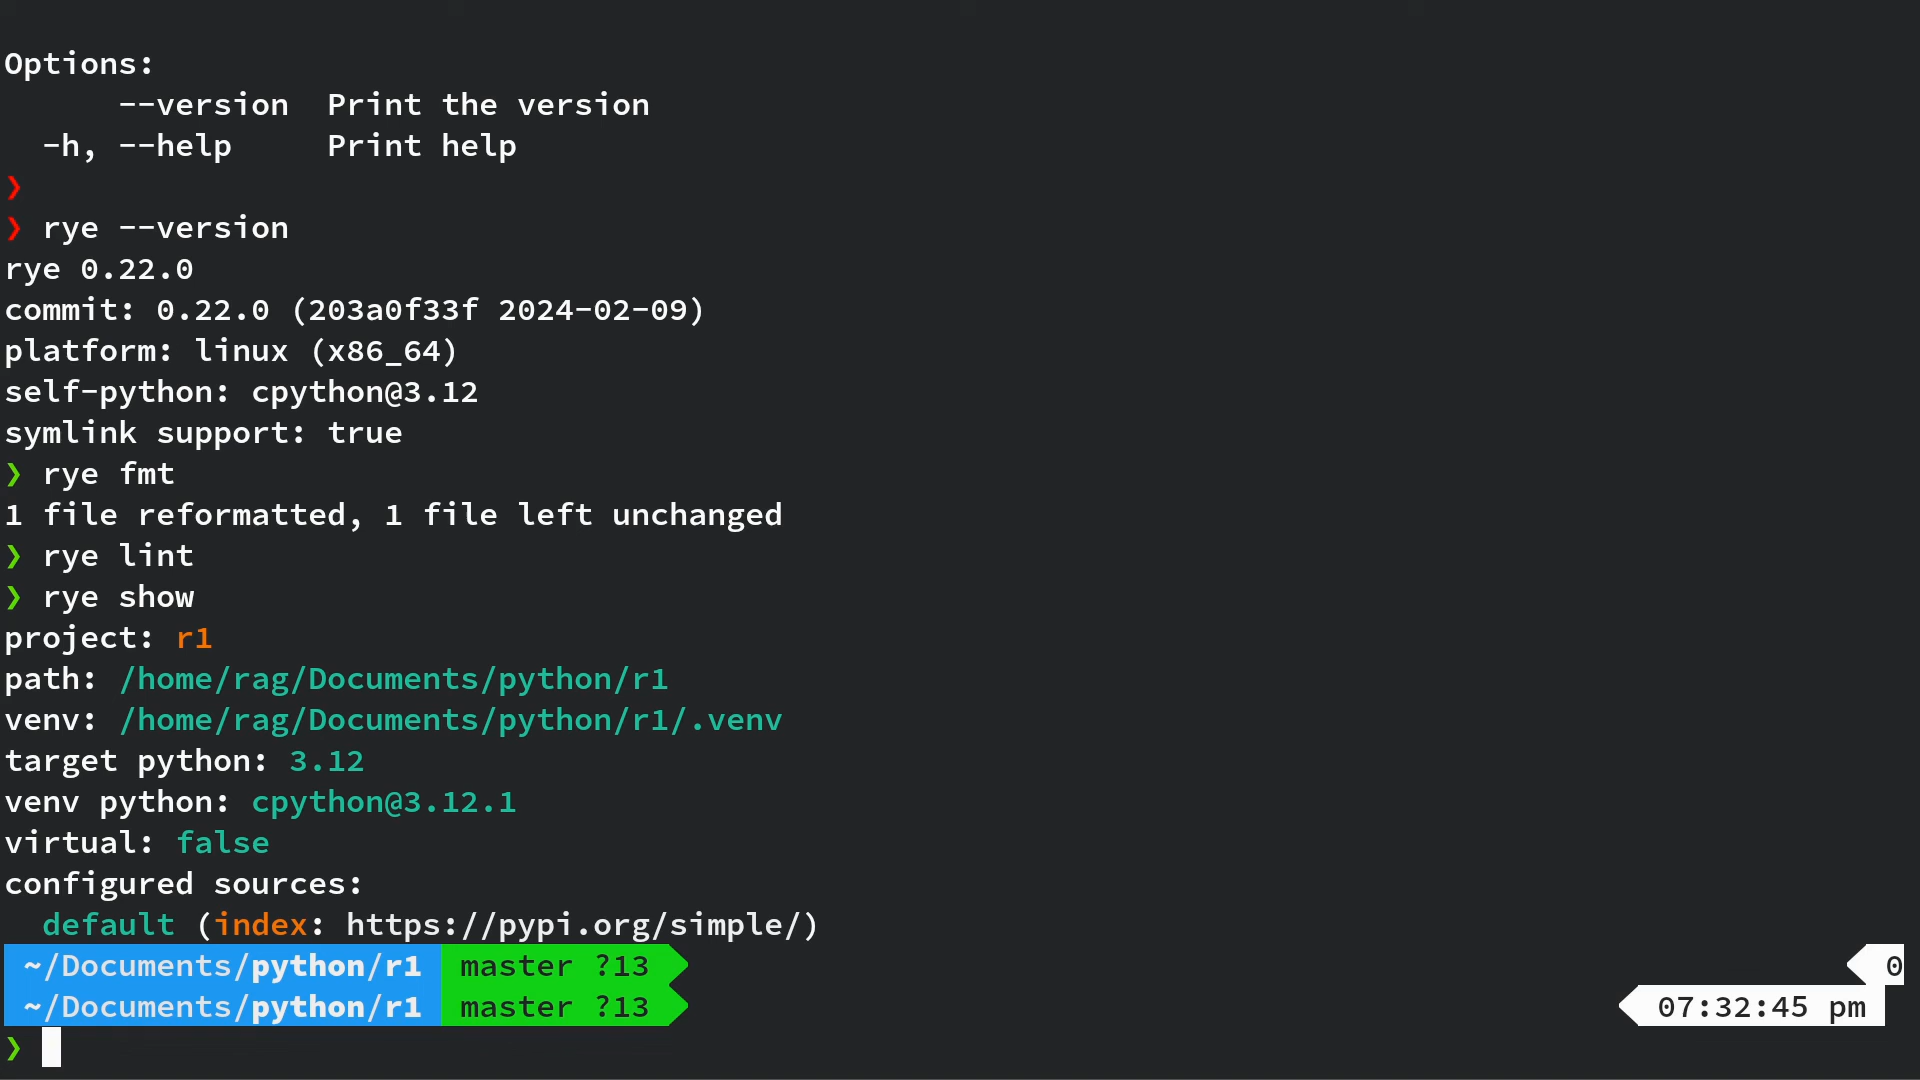 Options:
      --version  Print the version
  -h, --help     Print help
❯
❯ rye --version
rye 0.22.0
commit: 0.22.0 (203a0f33f 2024-02-09)
platform: linux (x86_64)
self-python: cpython@3.12
symlink support: true
❯ rye fmt
1 file reformatted, 1 file left unchanged
❯ rye lint
❯ rye show
project: r1
path: /home/rag/Documents/python/r1
venv: /home/rag/Documents/python/r1/.venv
target python: 3.12
venv python: cpython@3.12.1
virtual: false
configured sources:
  default (index: https://pypi.org/simple/)
~/Documents/python/r1 master ?13 0
~/Documents/python/r1 master ?13 07:32:45 pm
❯